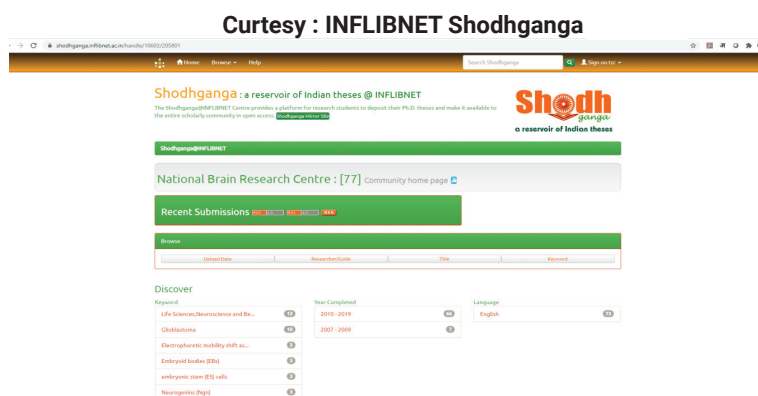 Curtesy : INFLIBNET Shodhganga
shodhganga.inflibnet.ac.in/handle/10603/205801
Home Browse Help Search Shodhganga Sign on to:
Shodhganga : a reservoir of Indian theses @ INFLIBNET
The Shodhganga@INFLIBNET Centre provides a platform for research students to deposit their Ph.D. theses and make it available to
the entire scholarly community in open access. Shodhganga Mirror Site
Shodh
ganga
a reservoir of Indian theses
Shodhganga@INFLIBNET
National Brain Research Centre : [77] Community home page
Recent Submissions
Browse
Upload Date Researcher/Guide Title Keyword
Discover
Keyword Year Completed Language
Life Sciences,Neuroscience and Be... 13 2010 - 2019 66 English 73
Glioblastoma 10 2007 - 2009 7
Electrophoretic mobility shift as... 3
Embryoid bodies (EBs) 3
embryonic stem (ES) cells 3
Neurogenins (Ngn) 3